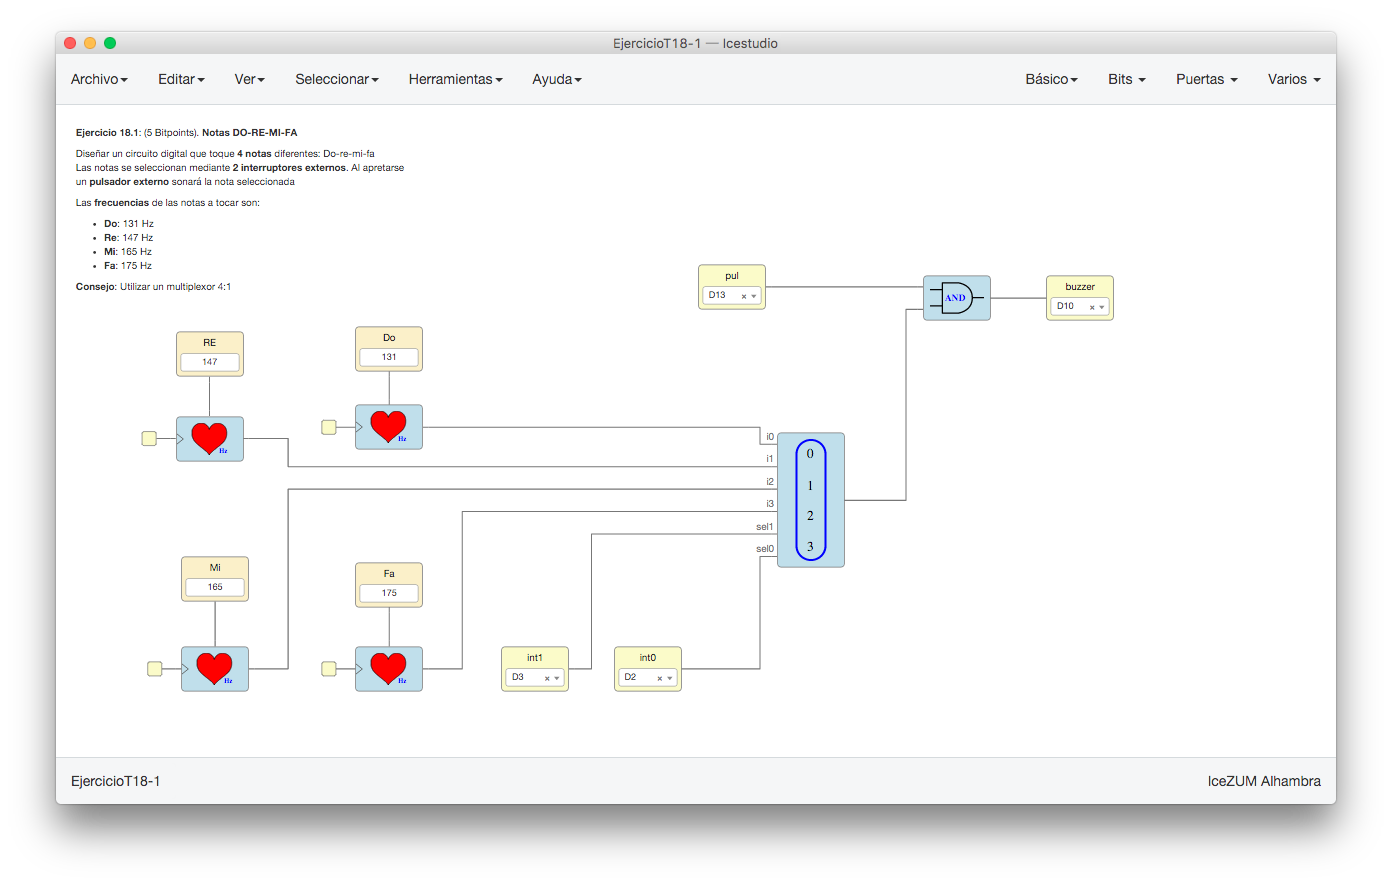 EjercicioT18-1 — Icestudio
Archivo Editar Ver Seleccionar Herramientas Ayuda Básico Bits Puertas Varios
Ejercicio 18.1: (5 Bitpoints). Notas DO-RE-MI-FA
Diseñar un circuito digital que toque 4 notas diferentes: Do-re-mi-fa
Las notas se seleccionan mediante 2 interruptores externos. Al apretarse
un pulsador externo sonará la nota seleccionada
Las frecuencias de las notas a tocar son:
• Do: 131 Hz
• Re: 147 Hz
• Mi: 165 Hz
• Fa: 175 Hz
Consejo: Utilizar un multiplexor 4:1
pul
D13
AND
buzzer
D10
RE
147
Hz
Do
131
Hz
i0
i1
i2
i3
sel1
sel0
0
1
2
3
Mi
165
Hz
Fa
175
Hz
int1
D3
int0
D2
EjercicioT18-1
IceZUM Alhambra